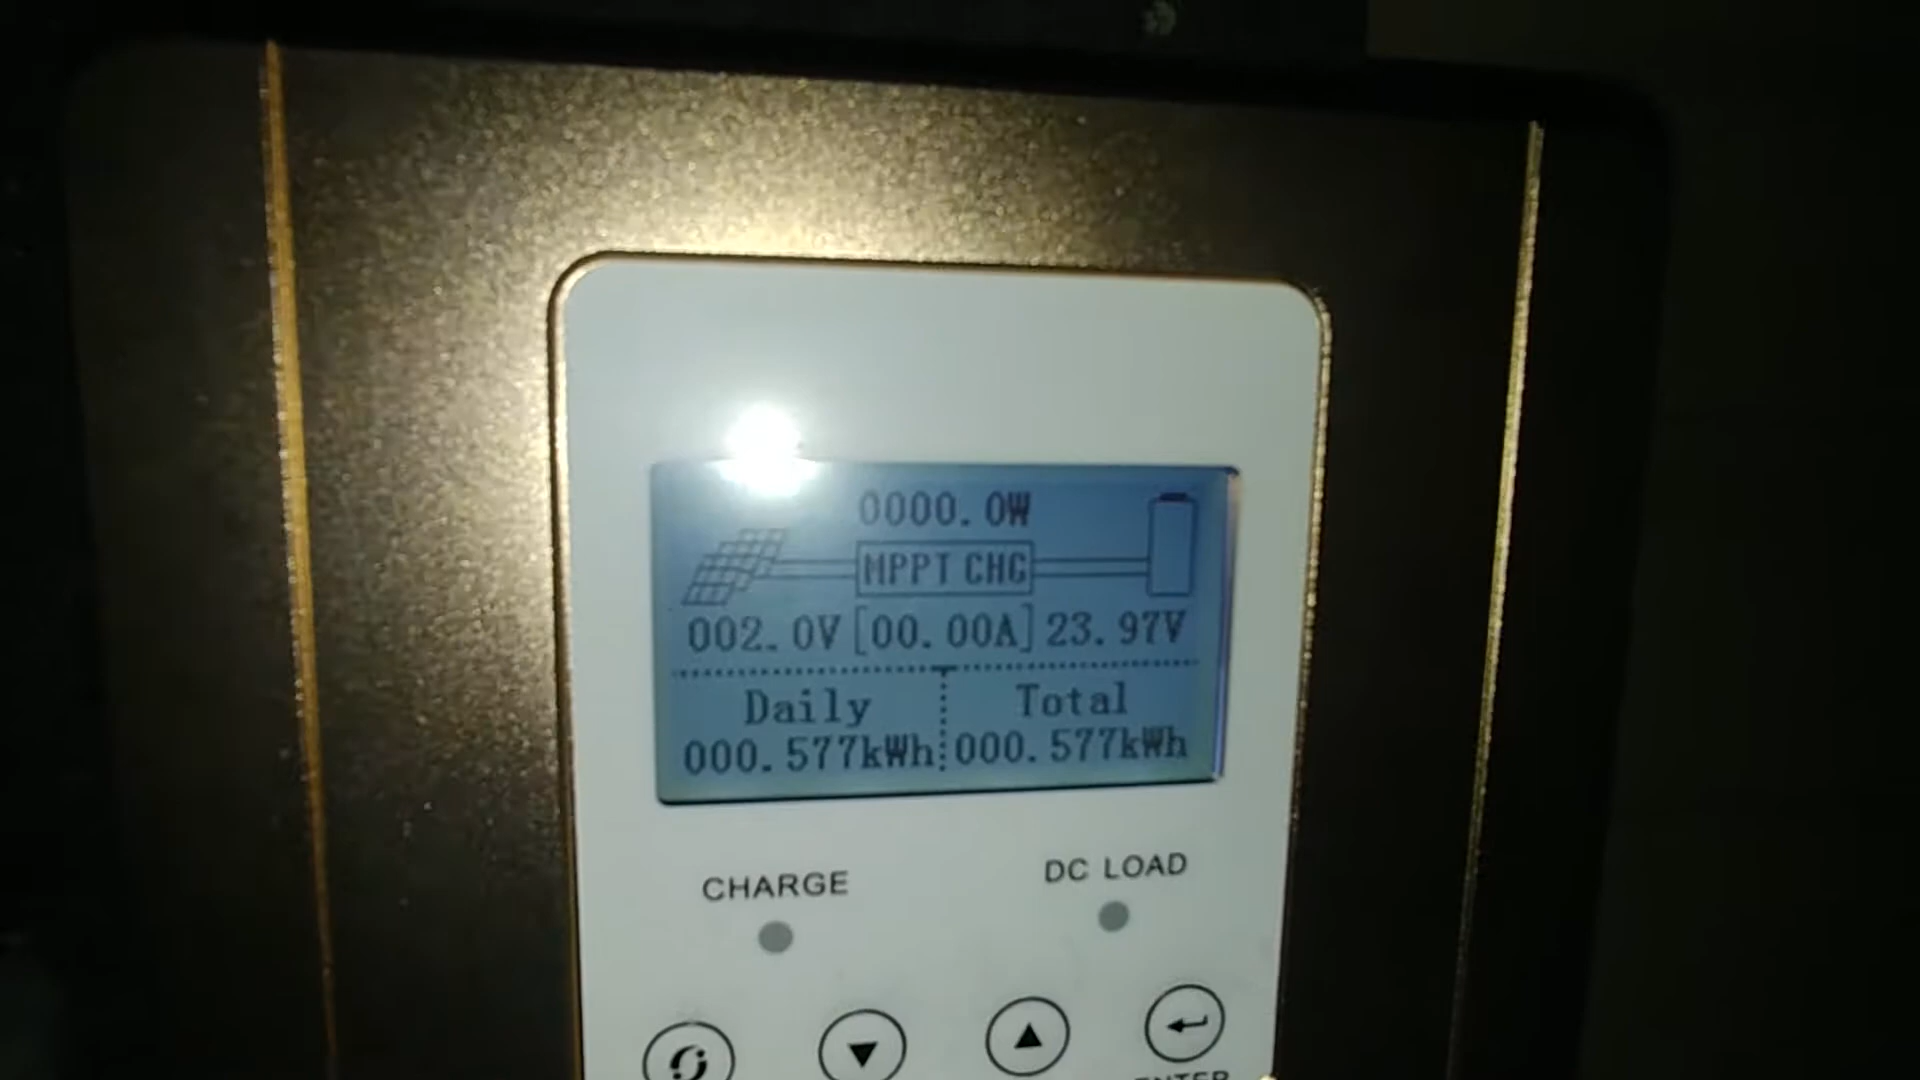 0000.0W
MPPT CHG
002.0V [00.00A] 23.97V
Daily Total
000.577kWh 000.577kWh
CHARGE DC LOAD
ENTER